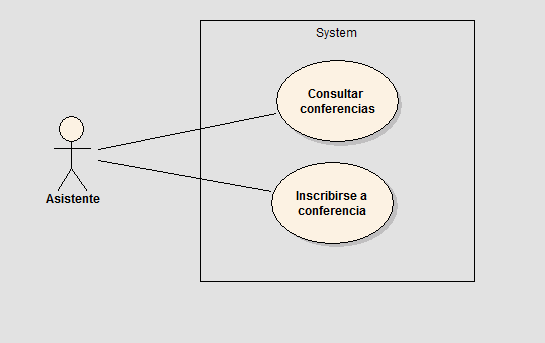 System
Consultar
conferencias
Asistente
Inscribirse a
conferencia